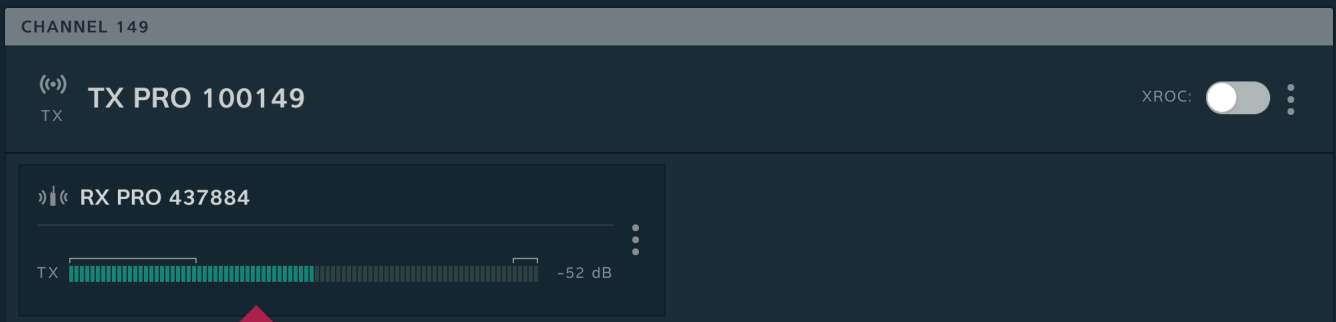 CHANNEL 149
TX PRO 100149
XROC:
TX
RX PRO 437884
TX
-52 dB